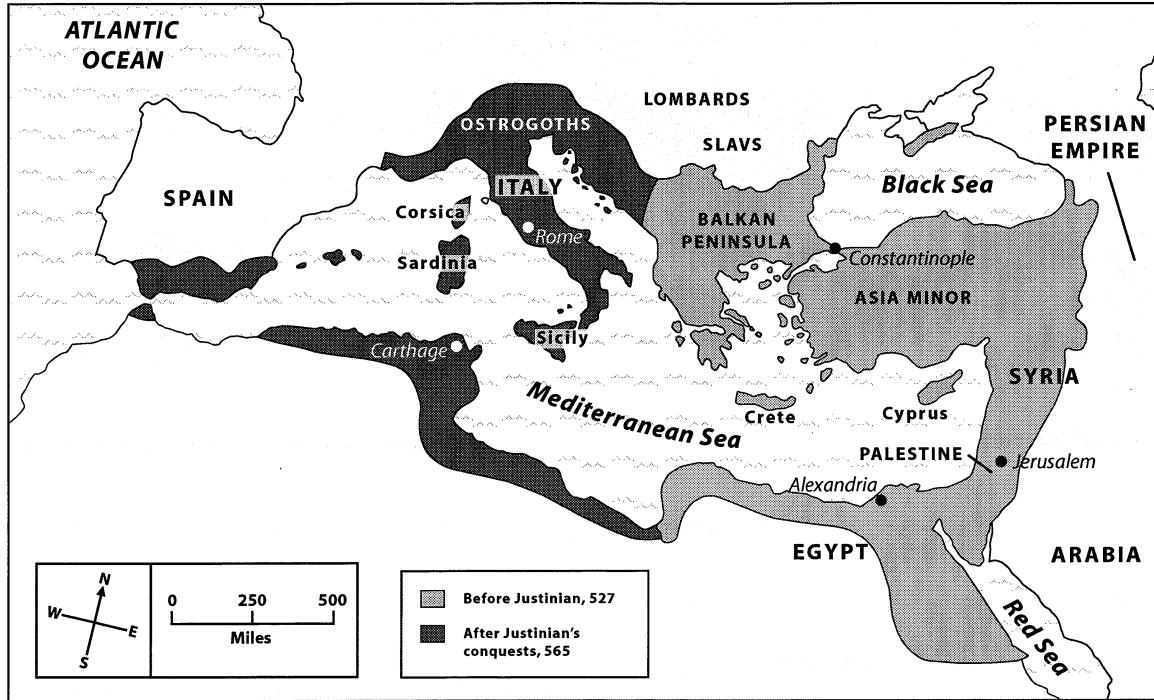 ATLANTIC
OCEAN
LOMBARDS
OSTROGOTHS
SLAVS
PERSIAN
EMPIRE
SPAIN
ITALY
Black Sea
Corsica
Rome
BALKAN
PENINSULA
Constantinople
Sardinia
ASIA MINOR
Sicily
Carthage
SYRIA
Mediterranean Sea
Crete
Cyprus
PALESTINE
Jerusalem
Alexandria
EGYPT
ARABIA
Red Sea
N
W
E
S
0 250 500
Miles
Before Justinian, 527
After Justinian's
conquests, 565